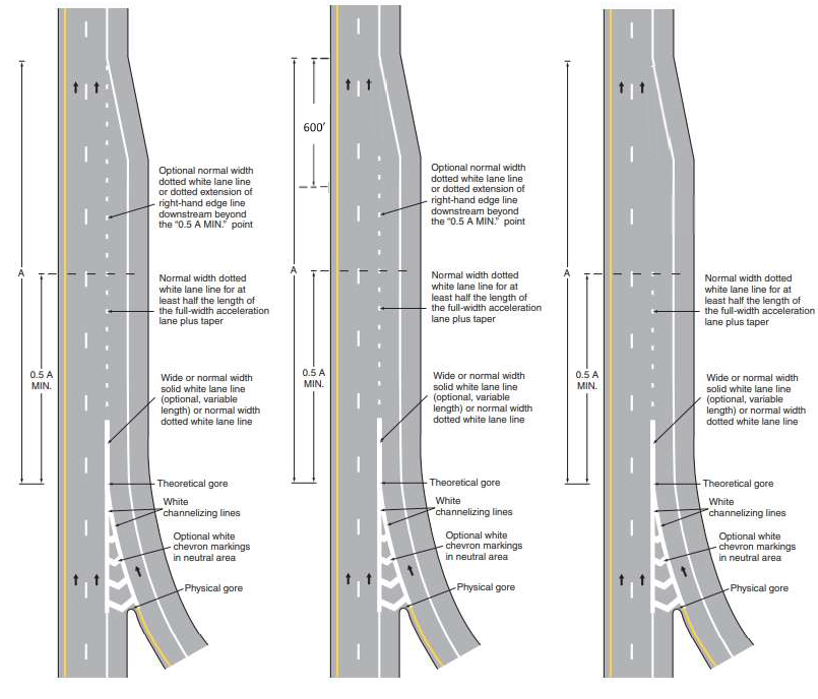 Optional normal width
dotted white lane line
or dotted extension of
right-hand edge line
downstream beyond
the "0.5 A MIN." point
A
Normal width dotted
white lane line for at
least half the length of
the full-width acceleration
lane plus taper
0.5 A
MIN.
Wide or normal width
solid white lane line
(optional, variable
length) or normal width
dotted white lane line
Theoretical gore
White
channelizing lines
Optional white
chevron markings
in neutral area
Physical gore
600'
Optional normal width
dotted white lane line
or dotted extension of
right-hand edge line
downstream beyond
the "0.5 A MIN." point
A
Normal width dotted
white lane line for at
least half the length of
the full-width acceleration
lane plus taper
0.5 A
MIN.
Wide or normal width
solid white lane line
(optional, variable
length) or normal width
dotted white lane line
Theoretical gore
White
channelizing lines
Optional white
chevron markings
in neutral area
Physical gore
A
Normal width dotted
white lane line for at
least half the length of
the full-width acceleration
lane plus taper
0.5 A
MIN.
Wide or normal width
solid white lane line
(optional, variable
length) or normal width
dotted white lane line
Theoretical gore
White
channelizing lines
Optional white
chevron markings
in neutral area
Physical gore